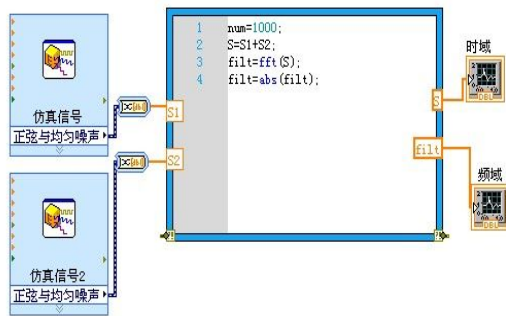 1 num=1000;
2 S=S1+S2;
3 filt=fft(S);
4 filt=abs(filt);
时域
DBL
S
仿真信号
正弦与均匀噪声
S1
S2
filt
频域
DBL
仿真信号2
正弦与均匀噪声